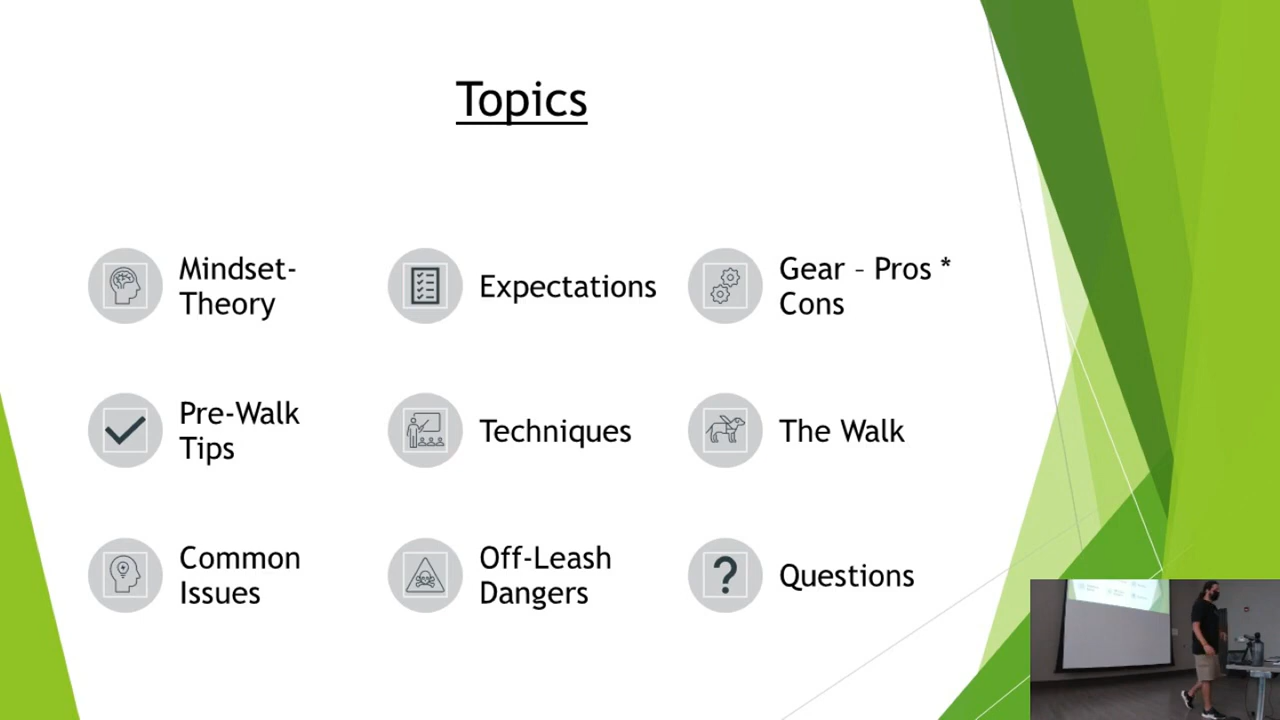 Topics
Mindset-
Theory
Expectations
Gear – Pros *
Cons
Pre-Walk
Tips
Techniques
The Walk
Common
Issues
Off-Leash
Dangers
Questions